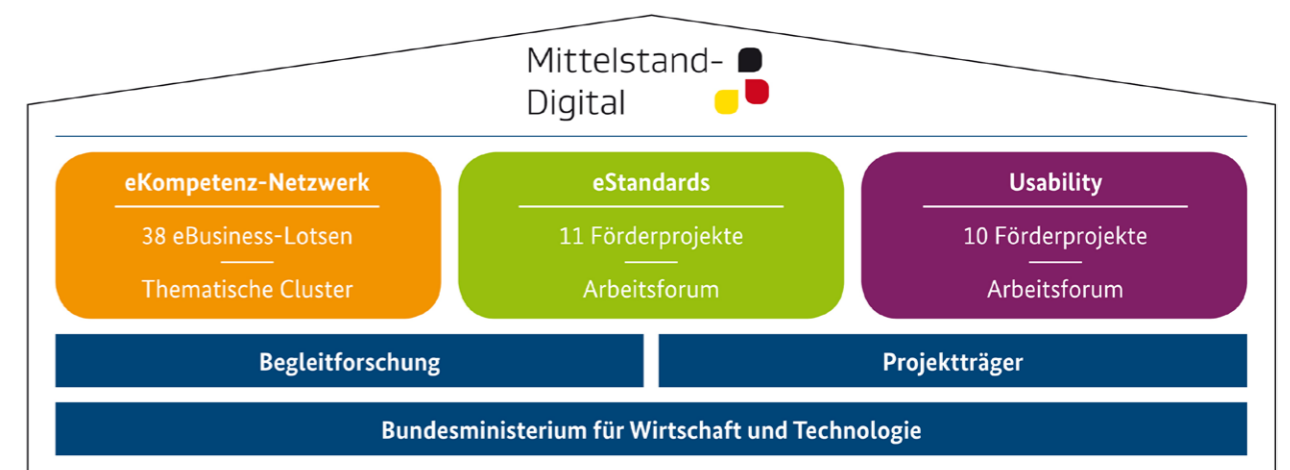 Mittelstand-
Digital
eKompetenz-Netzwerk
38 eBusiness-Lotsen
Thematische Cluster
eStandards
11 Förderprojekte
Arbeitsforum
Usability
10 Förderprojekte
Arbeitsforum
Begleitforschung
Projektträger
Bundesministerium für Wirtschaft und Technologie